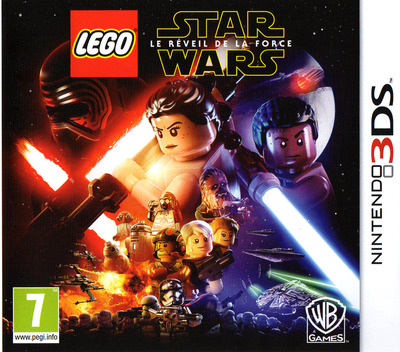 LEGO
STAR
LE RÉVEIL DE LA FORCE
WARS
NINTENDO 3DS
7
www.pegi.info
WB
GAMES